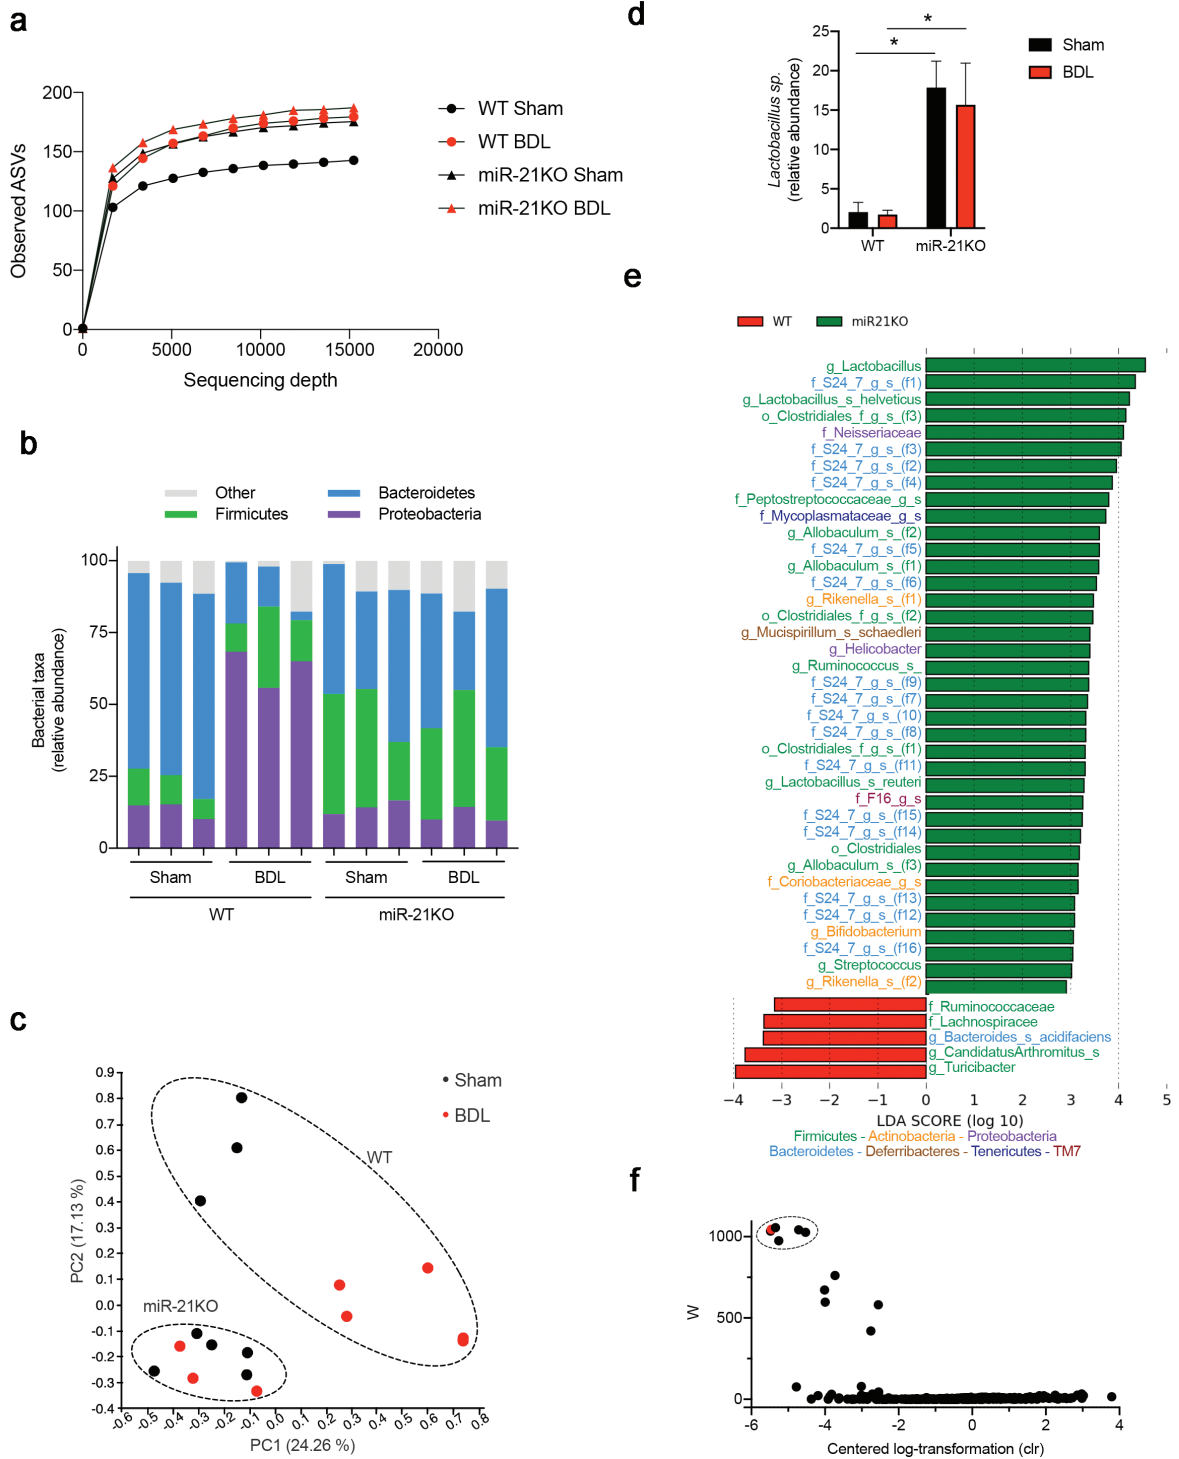 a
200
150
100
50
0
Observed ASVs
0
5000
10000
15000
20000
Sequencing depth
WT Sham
WT BDL
miR-21KO Sham
miR-21KO BDL
b
Other
Firmicutes
Bacteroidetes
Proteobacteria
100
75
50
25
0
Bacterial taxa
(relative abundance)
Sham
BDL
Sham
BDL
WT
miR-21KO
c
0.9
0.8
0.7
0.6
0.5
0.4
0.3
0.2
0.1
0.0
-0.1
-0.2
-0.3
-0.4
PC2 (17.13 %)
Sham
BDL
WT
miR-21KO
-0.6
-0.5
-0.4
-0.3
-0.2
-0.1
0.0
0.1
0.2
0.3
0.4
0.5
0.6
0.7
0.8
PC1 (24.26 %)
d
25
20
15
10
5
0
Lactobacillus sp.
(relative abundance)
*
*
WT
miR-21KO
Sham
BDL
e
WT
miR21KO
g_Lactobacillus
f_S24_7_g_s_(f1)
g_Lactobacillus_s_helveticus
o_Clostridiales_f_g_s_(f3)
f_Neisseriaceae
f_S24_7_g_s_(f3)
f_S24_7_g_s_(f2)
f_S24_7_g_s_(f4)
f_Peptostreptococcaceae_g_s
f_Mycoplasmataceae_g_s
g_Allobaculum_s_(f2)
f_S24_7_g_s_(f5)
g_Allobaculum_s_(f1)
f_S24_7_g_s_(f6)
g_Rikenella_s_(f1)
o_Clostridiales_f_g_s_(f2)
g_Mucispirillum_s_schaedleri
g_Helicobacter
g_Ruminococcus_s_
f_S24_7_g_s_(f9)
f_S24_7_g_s_(f7)
f_S24_7_g_s_(10)
f_S24_7_g_s_(f8)
o_Clostridiales_f_g_s_(f1)
f_S24_7_g_s_(f11)
g_Lactobacillus_s_reuteri
f_F16_g_s
f_S24_7_g_s_(f15)
f_S24_7_g_s_(f14)
o_Clostridiales
g_Allobaculum_s_(f3)
f_Coriobacteriaceae_g_s
f_S24_7_g_s_(f13)
f_S24_7_g_s_(f12)
g_Bifidobacterium
f_S24_7_g_s_(f16)
g_Streptococcus
g_Rikenella_s_(f2)
f_Ruminococcaceae
f_Lachnospiracee
g_Bacteroides_s_acidifaciens
g_CandidatusArthromitus_s
g_Turicibacter
−4
−3
−2
−1
0
1
2
3
4
5
LDA SCORE (log 10)
Firmicutes - Actinobacteria - Proteobacteria
Bacteroidetes - Deferribacteres - Tenericutes - TM7
f
1000
500
0
W
-6
-4
-2
0
2
4
Centered log-transformation (clr)